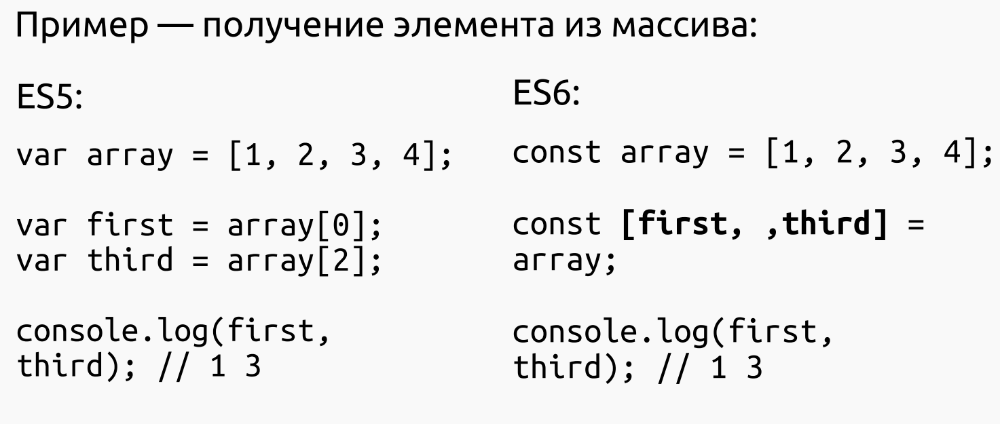 Пример — получение элемента из массива:
ES5:
var array = [1, 2, 3, 4];
var first = array[0];
var third = array[2];
console.log(first,
third); // 1 3
ES6:
const array = [1, 2, 3, 4];
const [first, ,third] =
array;
console.log(first,
third); // 1 3